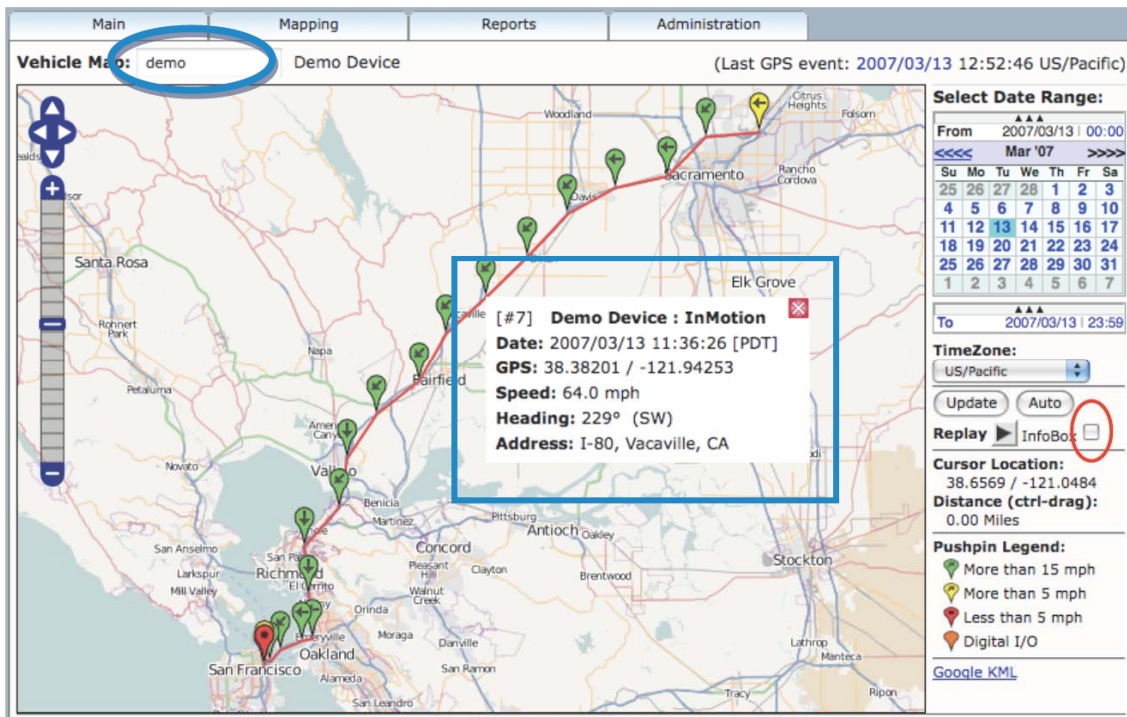 Main Mapping Reports Administration
Vehicle Map: demo Demo Device (Last GPS event: 2007/03/13 12:52:46 US/Pacific)
Woodland
Citrus
Heights
Folsom
Sacramento
Rancho
Cordova
Davis
Santa Rosa
Elk Grove
Rohnert
Park
Napa
Petaluma
Fairfield
Novato
Benicia
Martinez
Pittsburg
Antioch
Oakley
San Anselmo
Concord
Larkspur
Pleasant
Hill
Clayton
Brentwood
Stockton
Mill Valley
El Cerrito
Walnut
Creek
Orinda
Oakland
Moraga
Danville
Lathrop
Manteca
San Francisco
Alameda
San Ramon
San Leandro
Tracy
Ripon
[#7] Demo Device : InMotion
Date: 2007/03/13 11:36:26 [PDT]
GPS: 38.38201 / -121.94253
Speed: 64.0 mph
Heading: 229° (SW)
Address: I-80, Vacaville, CA
Select Date Range:
From 2007/03/13 | 00:00
<<<< Mar '07 >>>>
Su Mo Tu We Th Fr Sa
25 26 27 28 1 2 3
4 5 6 7 8 9 10
11 12 13 14 15 16 17
18 19 20 21 22 23 24
25 26 27 28 29 30 31
1 2 3 4 5 6 7
To 2007/03/13 | 23:59
TimeZone:
US/Pacific
Update Auto
Replay InfoBox
Cursor Location:
38.6569 / -121.0484
Distance (ctrl-drag):
0.00 Miles
Pushpin Legend:
More than 15 mph
More than 5 mph
Less than 5 mph
Digital I/O
Google KML